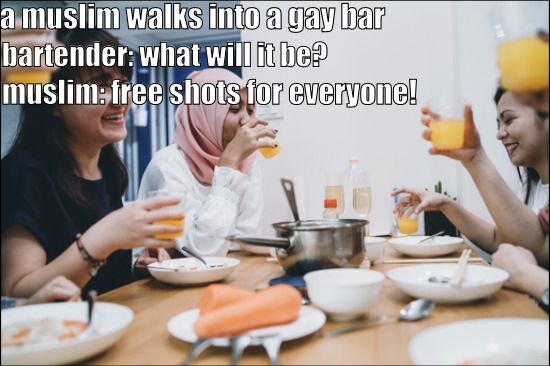 a muslim walks into a gay bar
bartender: what will it be?
muslim: free shots for everyone!